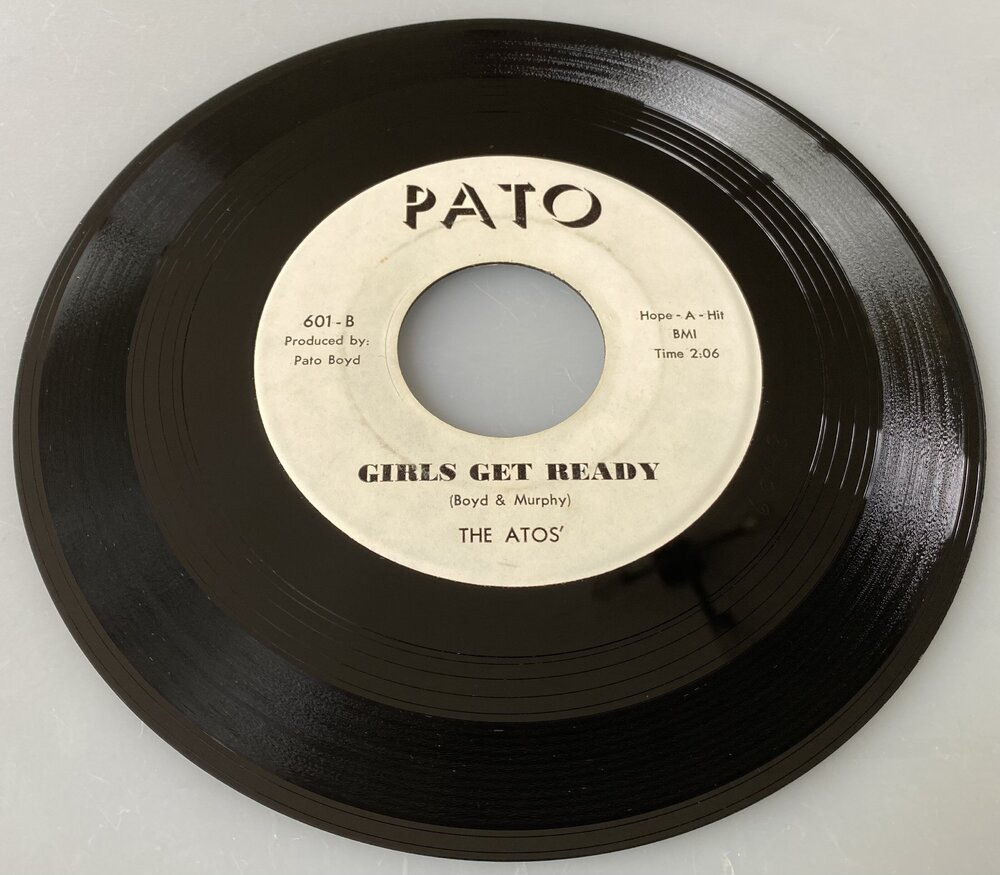 PATO
601-B
Produced by:
Pato Boyd
Hope - A - Hit
BMI
Time 2:06
GIRLS GET READY
(Boyd & Murphy)
THE ATOS'